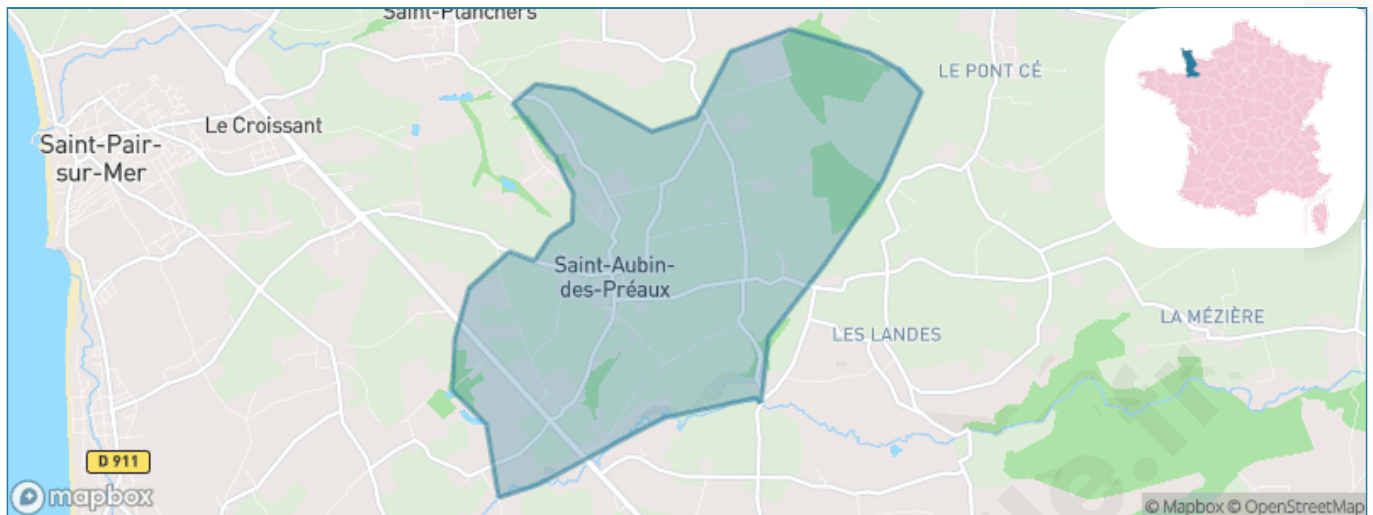 Saint-Planchers
LE PONT CÉ
Le Croissant
Saint-Pair-
sur-Mer
Saint-Aubin-
des-Préaux
LA MÉZIÈRE
LES LANDES
D 911
mapbox
© Mapbox © OpenStreetMap